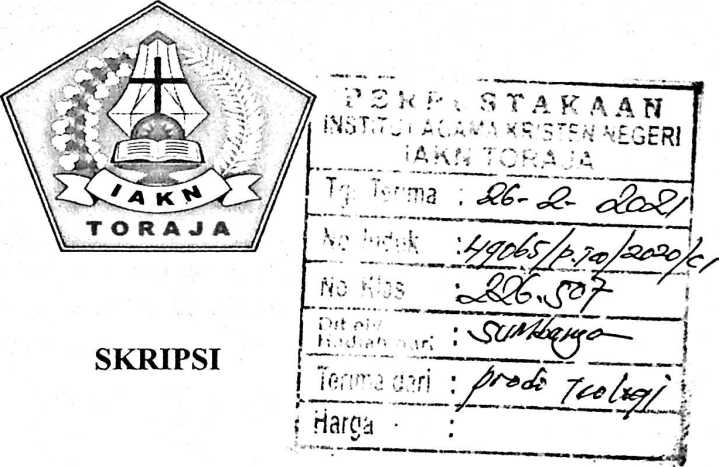 IAKN
TORAJA
SKRIPSI
PERPUSTAKAAN
INSTITUT AGAMA KRISTEN NEGERI
IAKN TORAJA
Tgl Terima : 26-2-2021
No Induk : 49065/p.Teo/2020/c1
No Klas : 226.507
Dibeli/
Hadiah dari : Sumbangan
Terima dari : prodi Teologi
Harga :